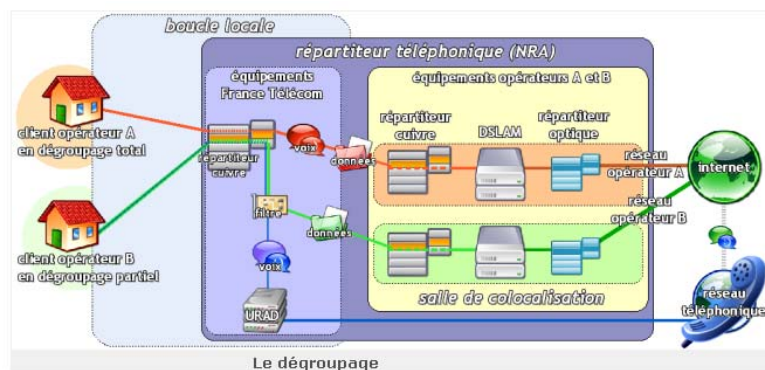 boucle locale
répartiteur téléphonique (NRA)
équipements
France Télécom
équipements opérateurs A et B
client opérateur A
en dégroupage total
répartiteur
cuivre
voix
données
répartiteur
cuivre
DSLAM
répartiteur
optique
réseau
opérateur A
internet
réseau
opérateur B
filtre
données
client opérateur B
en dégroupage partiel
voix
URAD
salle de colocalisation
réseau
téléphonique
Le dégroupage